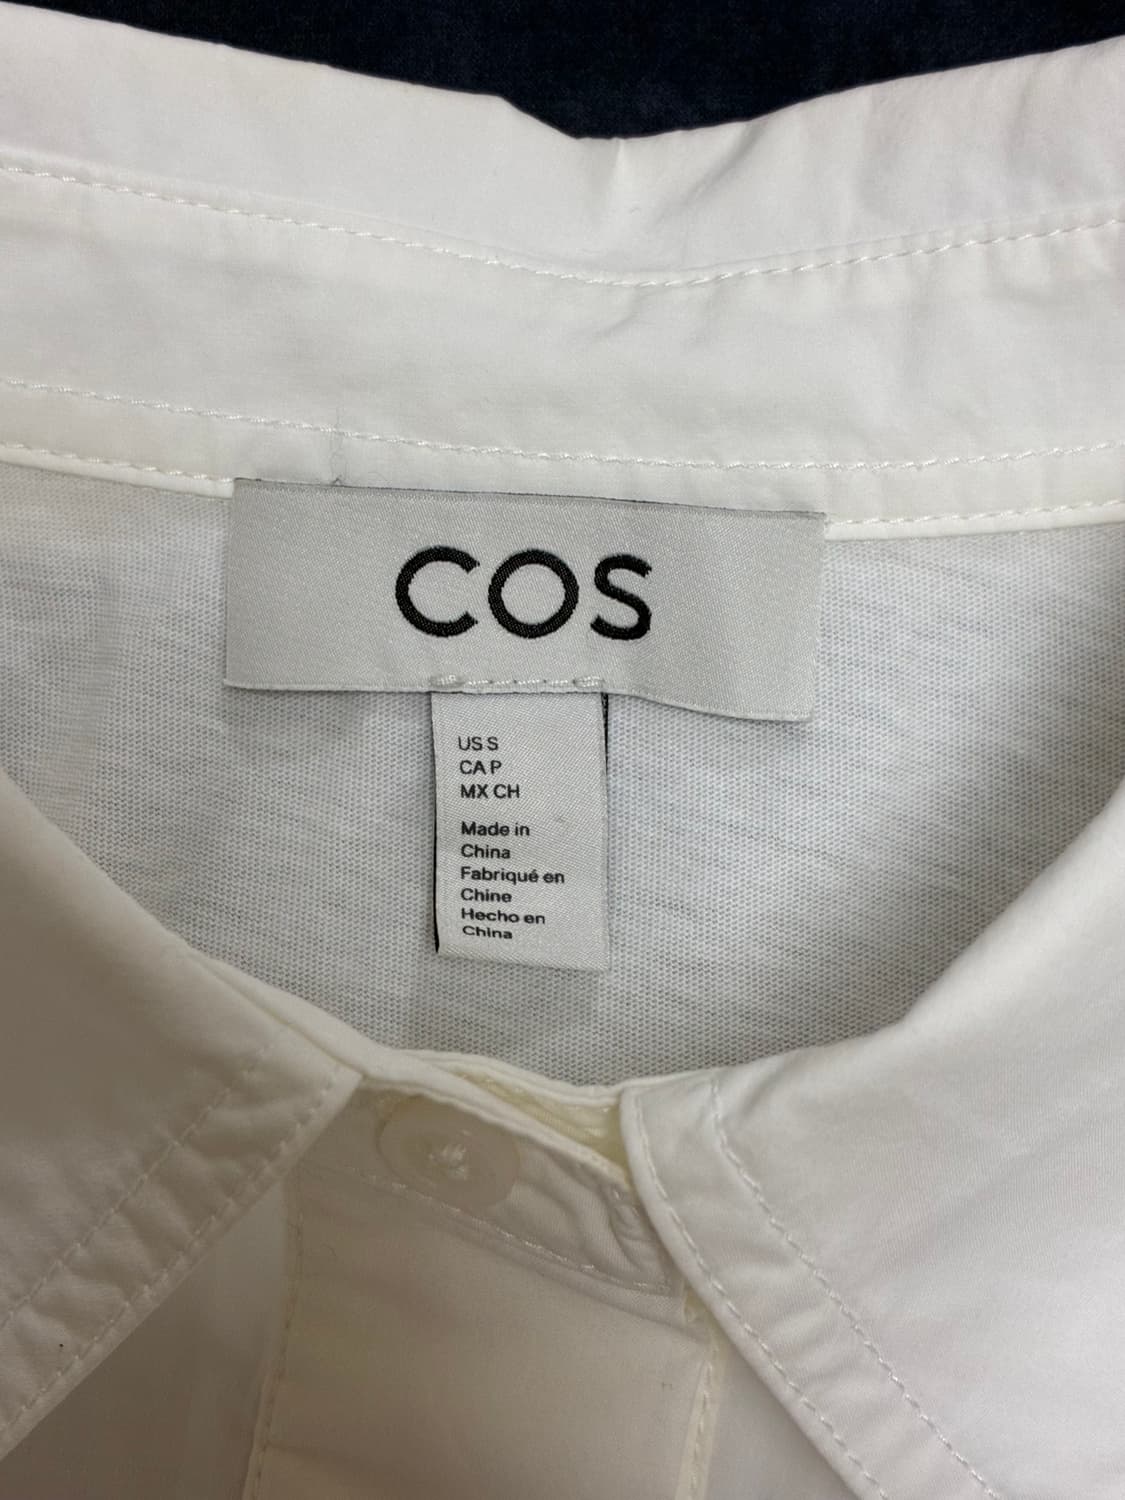 COS
US S
CA P
MX CH
Made in
China
Fabriqué en
Chine
Hecho en
China